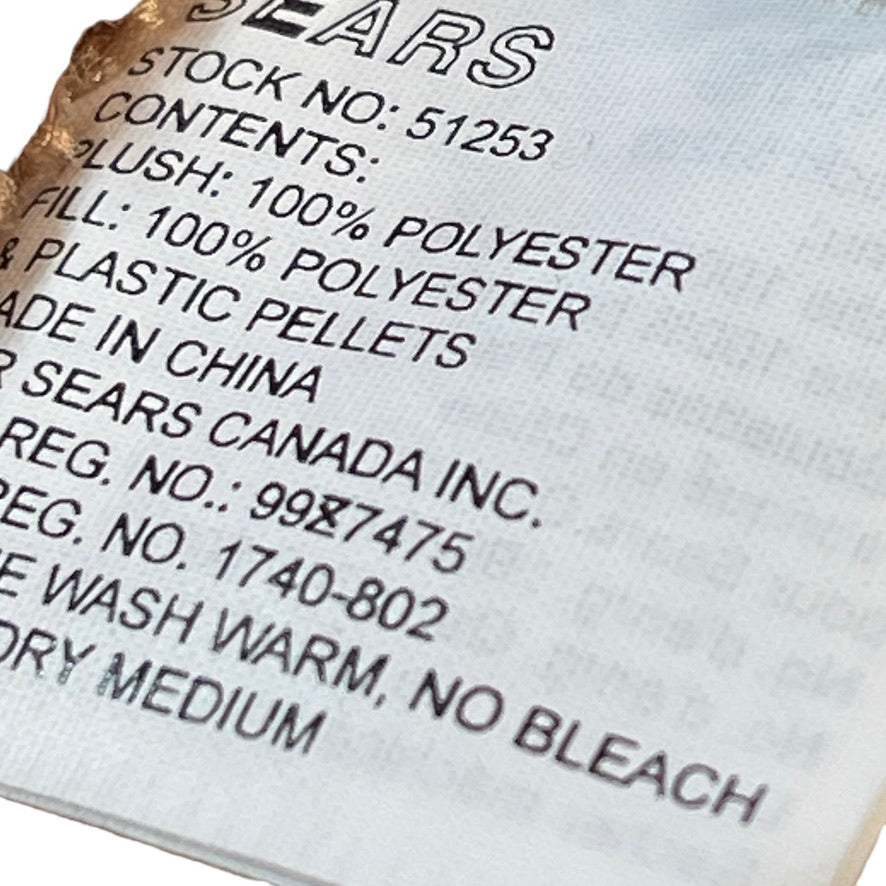 SEARS
STOCK NO: 51253
CONTENTS:
PLUSH: 100% POLYESTER
FILL: 100% POLYESTER
& PLASTIC PELLETS
ADE IN CHINA
R SEARS CANADA INC.
REG. NO.: 9987475
REG. NO. 1740-802
E WASH WARM, NO BLEACH
DRY MEDIUM